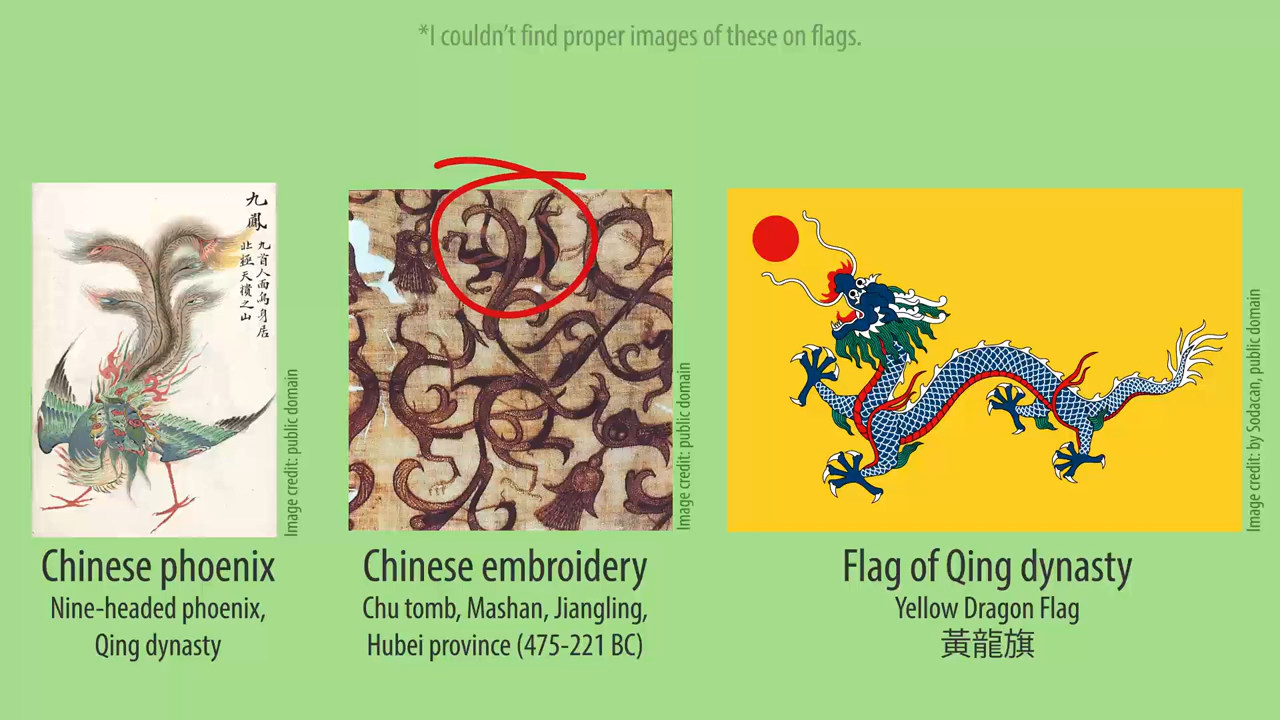 *I couldn't find proper images of these on flags.
九鳳
九首人面鳥身居
北極天樻之山
Image credit: public domain
Chinese phoenix
Nine-headed phoenix,
Qing dynasty
Image credit: public domain
Chinese embroidery
Chu tomb, Mashan, Jiangling,
Hubei province (475-221 BC)
Image credit: by Sodacan, public domain
Flag of Qing dynasty
Yellow Dragon Flag
黃龍旗